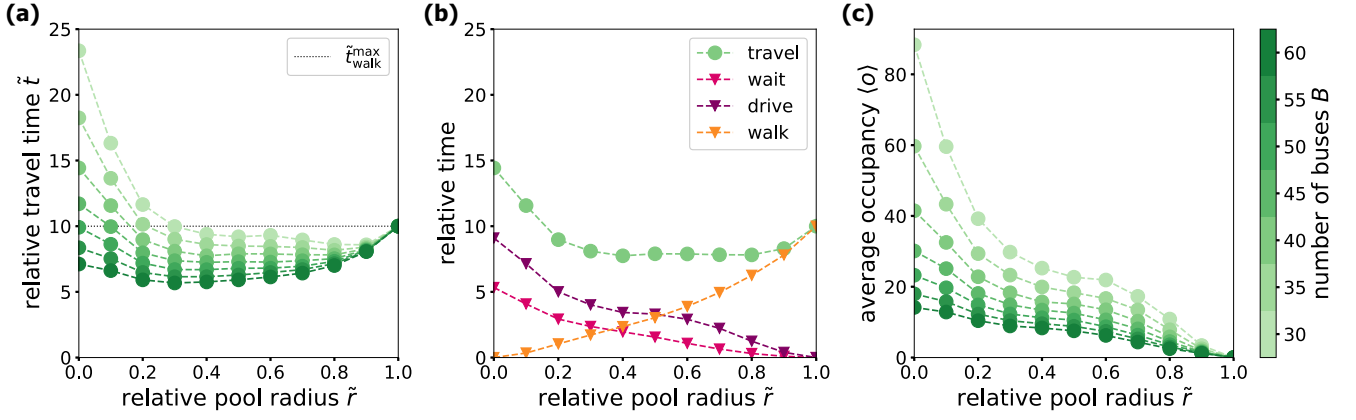 (a)
25
20
15
10
5
0
0.0 0.2 0.4 0.6 0.8 1.0
relative travel time t̃
relative pool radius r̃
t̃ᵐᵃˣ_walk
(b)
25
20
15
10
5
0
0.0 0.2 0.4 0.6 0.8 1.0
relative time
relative pool radius r̃
travel
wait
drive
walk
(c)
80
60
40
20
0
0.0 0.2 0.4 0.6 0.8 1.0
average occupancy ⟨o⟩
relative pool radius r̃
60
55
50
45
40
35
30
number of buses B